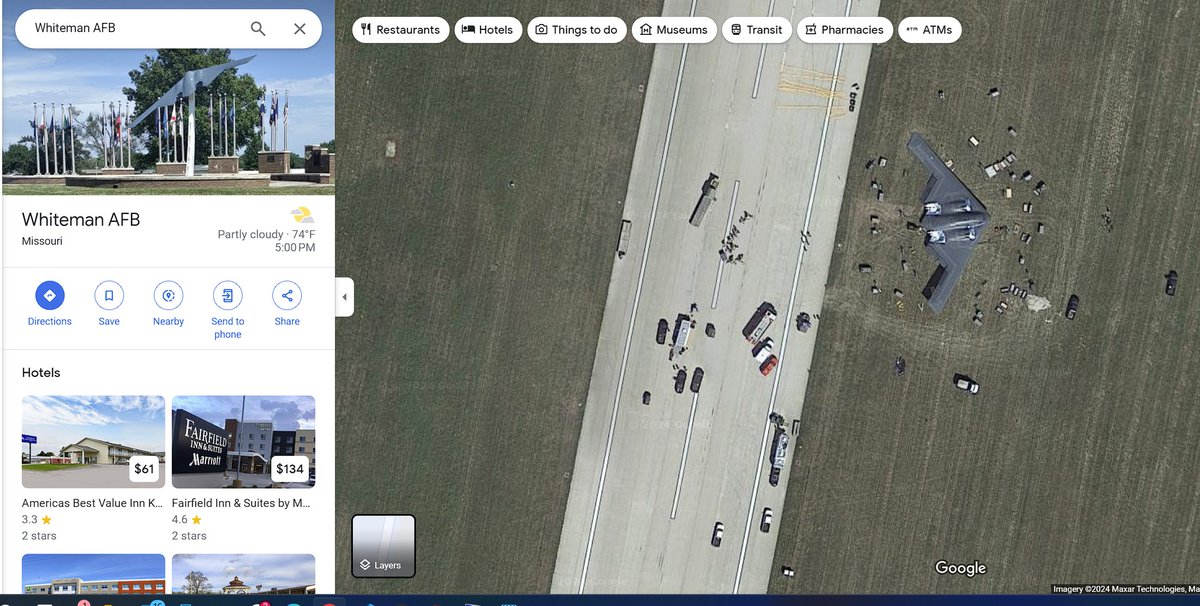 Whiteman AFB
Restaurants
Hotels
Things to do
Museums
Transit
Pharmacies
ATMs
Whiteman AFB
Missouri
Partly cloudy · 74°F
5:00 PM
Directions
Save
Nearby
Send to
phone
Share
Hotels
$61
FAIRFIELD
INN & SUITES
Marriott
$134
Americas Best Value Inn K...
Fairfield Inn & Suites by M...
3.3
4.6
2 stars
2 stars
Layers
Google
Imagery ©2024 Maxar Technologies,